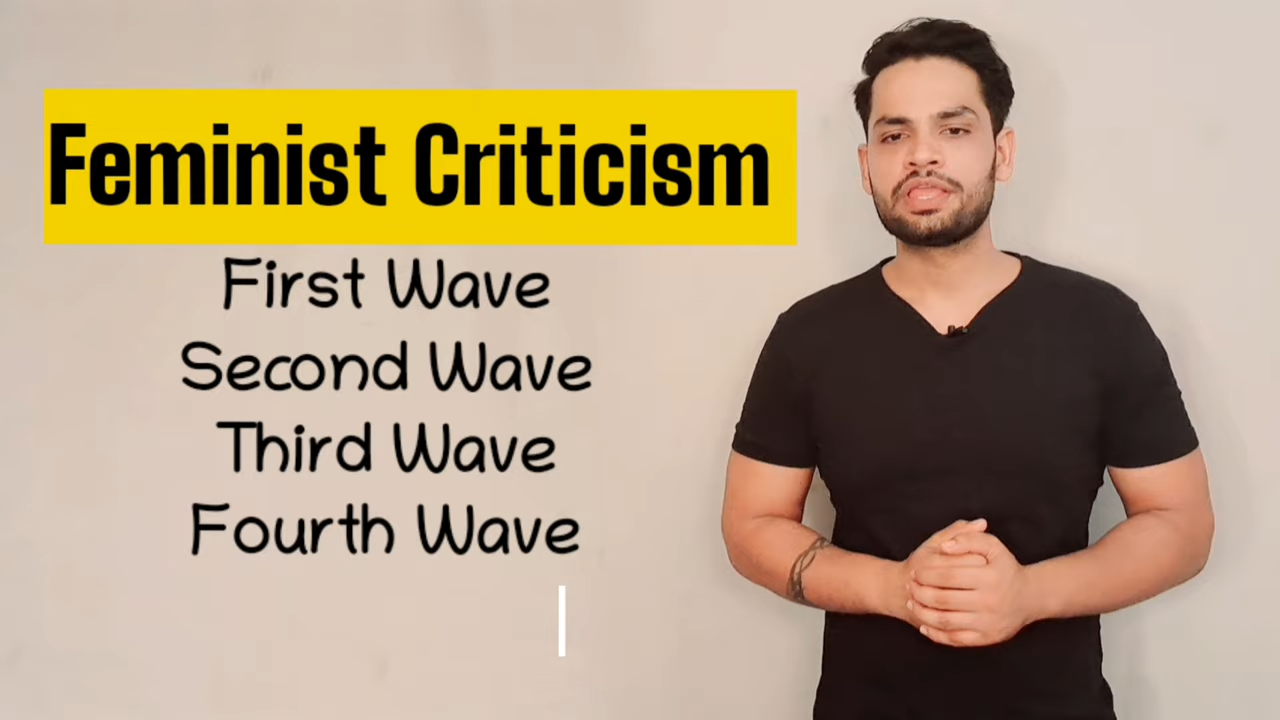 Feminist Criticism
First Wave
Second Wave
Third Wave
Fourth Wave